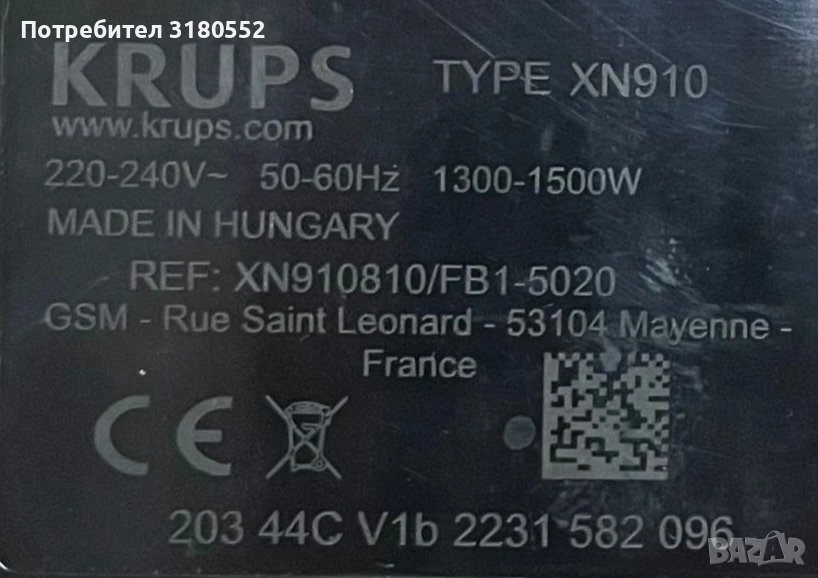 Потребител 3180552
KRUPS TYPE XN910
www.krups.com
220-240V~ 50-60Hz 1300-1500W
MADE IN HUNGARY
REF: XN910810/FB1-5020
GSM - Rue Saint Leonard - 53104 Mayenne -
France
CE
203 44C V1b 2231 582 096
BAZAR